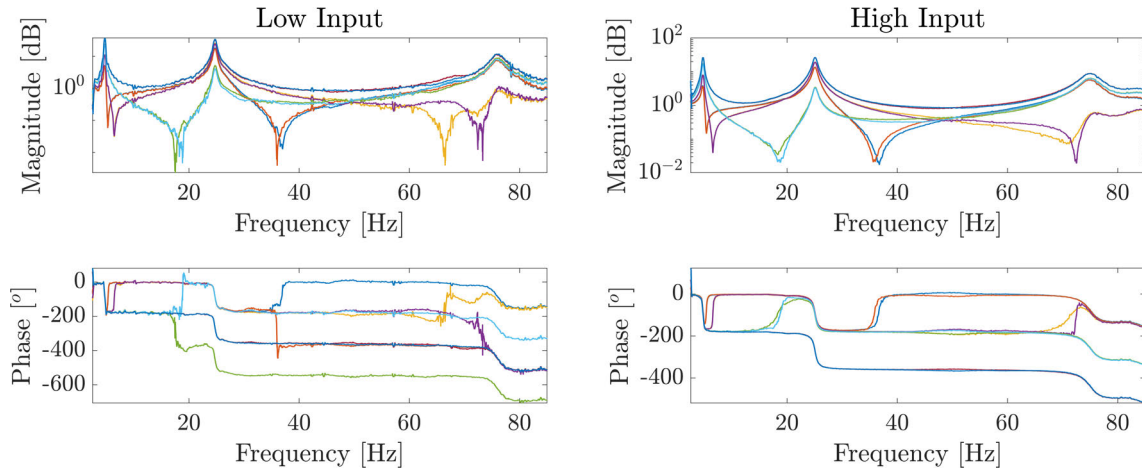 Low Input
High Input
Magnitude [dB]
10^0
20 40 60 80
Frequency [Hz]
Magnitude [dB]
10^2
10^0
10^-2
20 40 60 80
Frequency [Hz]
Phase [^o]
0
-200
-400
-600
20 40 60 80
Frequency [Hz]
Phase [^o]
0
-200
-400
20 40 60 80
Frequency [Hz]